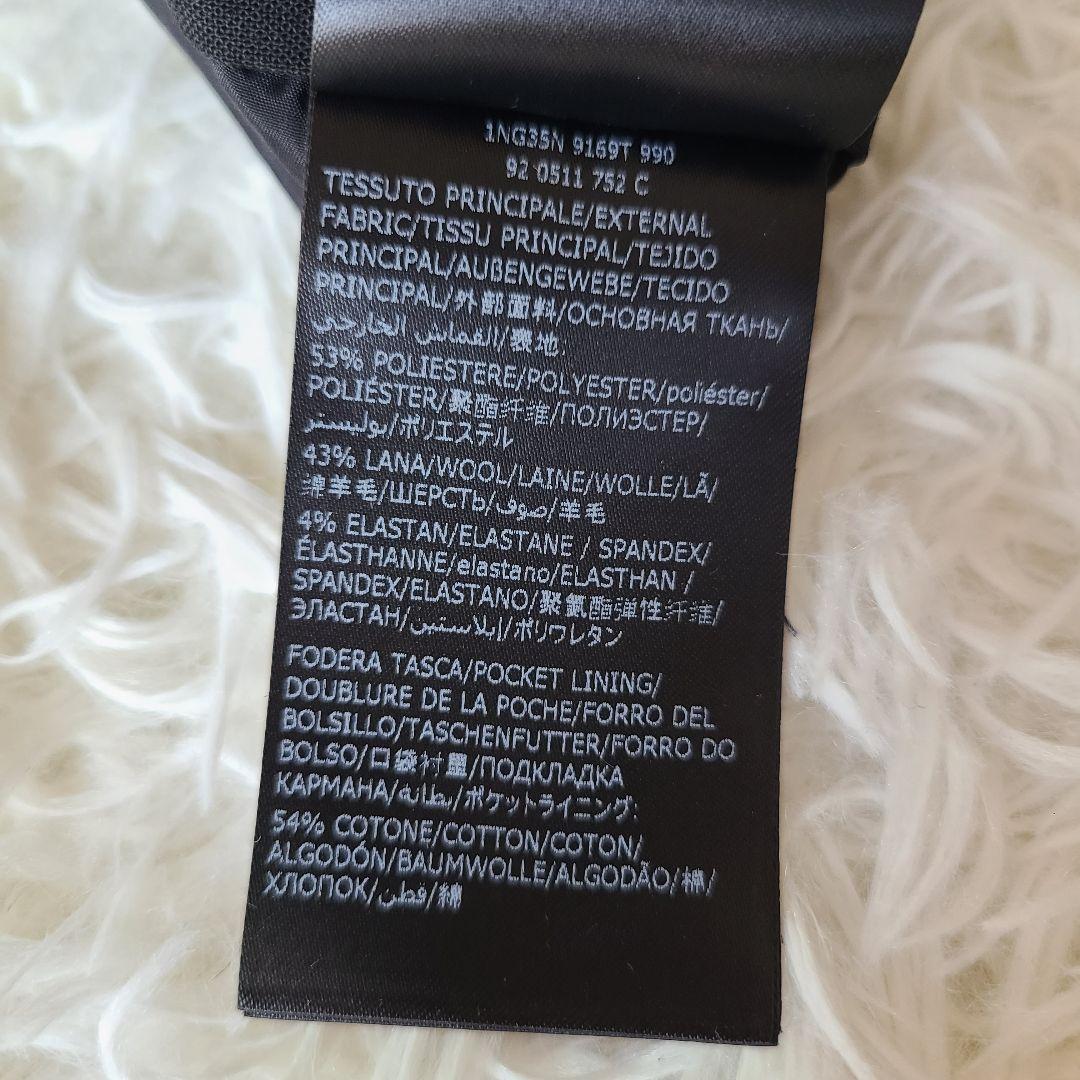 1NG35N 9169T 990
92 0511 752 C
TESSUTO PRINCIPALE/EXTERNAL
FABRIC/TISSU PRINCIPAL/TEJIDO
PRINCIPAL/AUßENGEWEBE/TECIDO
PRINCIPAL/外部面料/ОСНОВНАЯ ТКАНЬ/
القماش الخارجي/表地:
53% POLIESTERE/POLYESTER/poliéster/
POLIÉSTER/聚酯纤维/ПОЛИЭСТЕР/
بوليستر/ポリエステル
43% LANA/WOOL/LAINE/WOLLE/LÃ/
绵羊毛/ШЕРСТЬ/صوف/羊毛
4% ELASTAN/ELASTANE / SPANDEX/
ÉLASTHANNE/elastano/ELASTHAN /
SPANDEX/ELASTANO/聚氨酯弹性纤维/
ЭЛАСТАН/إيلاستين/ポリウレタン
FODERA TASCA/POCKET LINING/
DOUBLURE DE LA POCHE/FORRO DEL
BOLSILLO/TASCHENFUTTER/FORRO DO
BOLSO/口袋衬里/ПОДКЛАДКА
КАРМАНА/بطانة/ポケットライニング:
54% COTONE/COTTON/COTON/
ALGODÓN/BAUMWOLLE/ALGODÃO/棉/
ХЛОПОК/قطن/綿